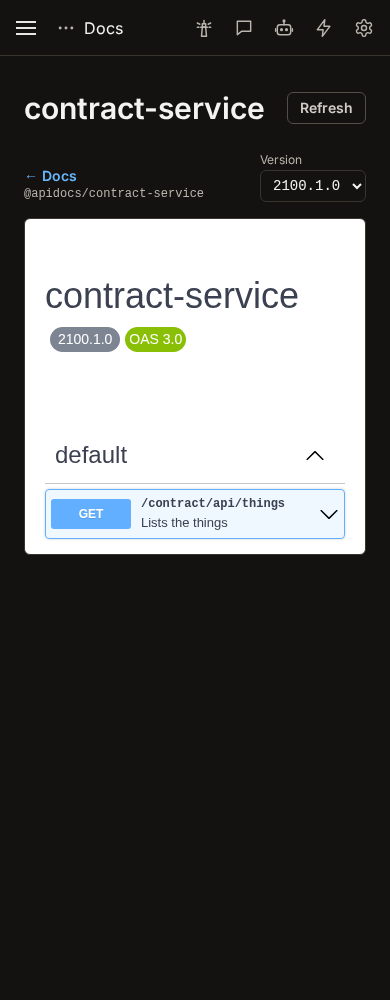 Docs
contract-service
Refresh
Version
← Docs
@apidocs/contract-service
2100.1.0
contract-service
2100.1.0
OAS 3.0
default
GET
/contract/api/things
Lists the things